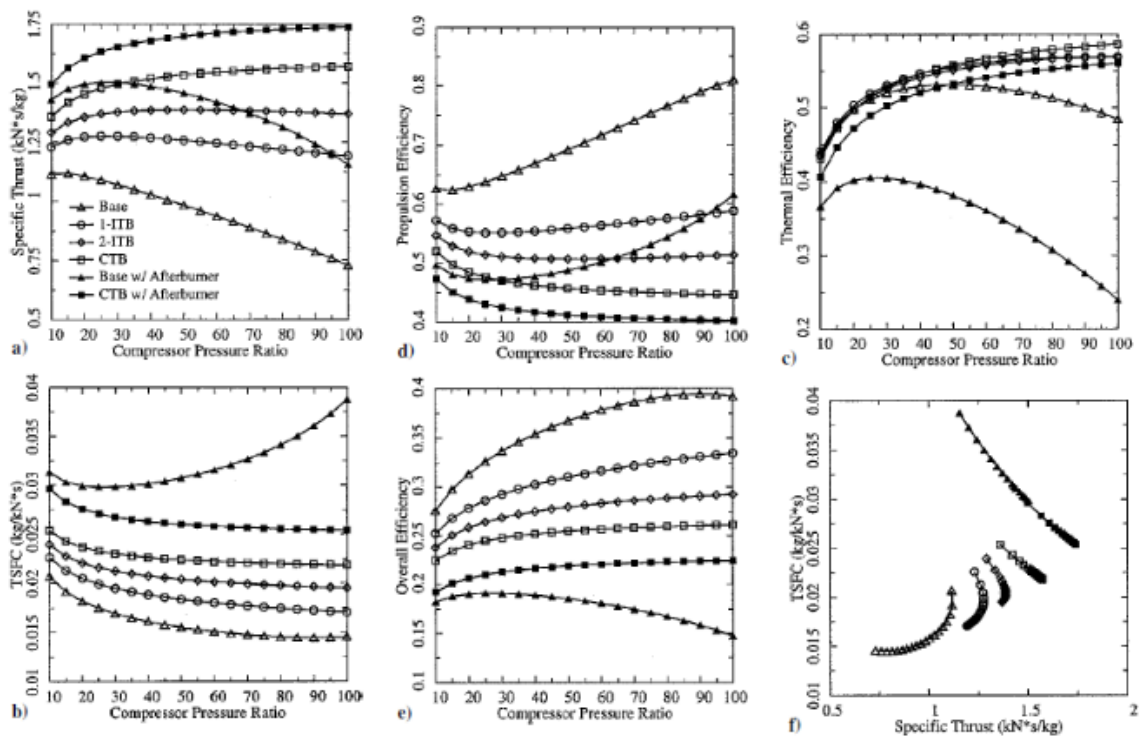 Specific Thrust (kN*s/kg)
0.5 0.75 1 1.25 1.5 1.75
Base
1-ITB
2-ITB
CTB
Base w/ Afterburner
CTB w/ Afterburner
10 20 30 40 50 60 70 80 90 100
a) Compressor Pressure Ratio
Propulsion Efficiency
0.4 0.5 0.6 0.7 0.8 0.9
10 20 30 40 50 60 70 80 90 100
d) Compressor Pressure Ratio
Thermal Efficiency
0.2 0.3 0.4 0.5 0.6
10 20 30 40 50 60 70 80 90 100
c) Compressor Pressure Ratio
TSFC (kg/kN*s)
0.01 0.015 0.02 0.025 0.03 0.035 0.04
10 20 30 40 50 60 70 80 90 100
b) Compressor Pressure Ratio
Overall Efficiency
0.1 0.15 0.2 0.25 0.3 0.35 0.4
10 20 30 40 50 60 70 80 90 100
e) Compressor Pressure Ratio
TSFC (kg/kN*s)
0.01 0.015 0.02 0.025 0.03 0.035 0.04
0.5 1 1.5 2
f) Specific Thrust (kN*s/kg)